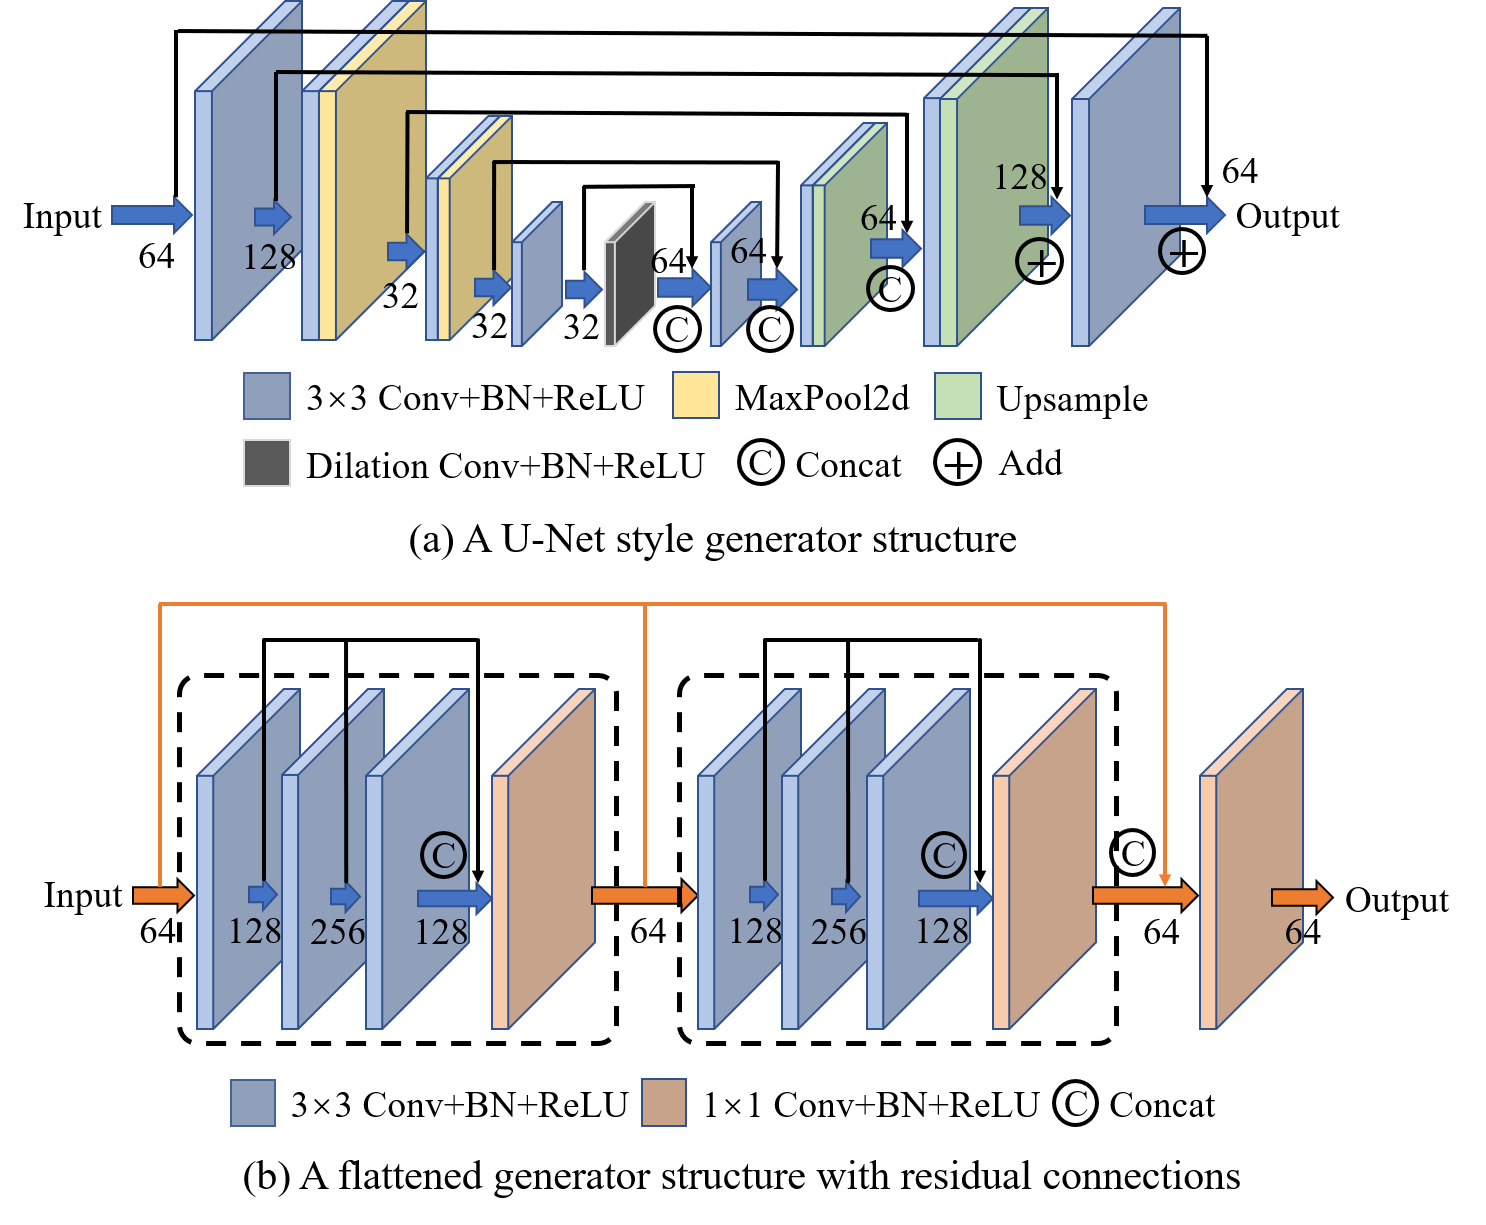 Input
64
128
32
32
32
64
C
64
C
64
C
128
+
+
64
Output
3×3 Conv+BN+ReLU
MaxPool2d
Upsample
Dilation Conv+BN+ReLU
C Concat
+ Add
(a) A U-Net style generator structure
Input
64
128
256
128
C
64
128
256
128
C
C
64
64
Output
3×3 Conv+BN+ReLU
1×1 Conv+BN+ReLU
C Concat
(b) A flattened generator structure with residual connections